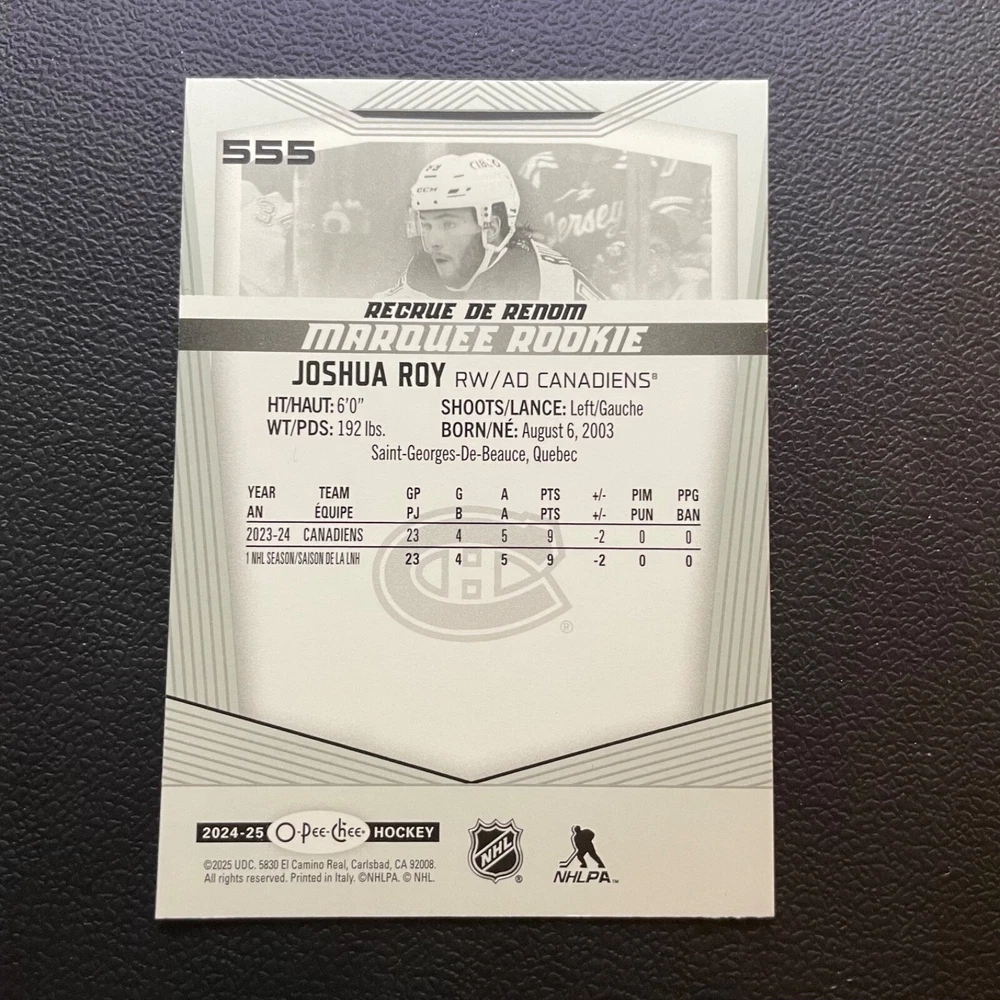 555
CIBC
CCM
Jersey
RECRUE DE RENOM
MARQUEE ROOKIE
JOSHUA ROY RW/AD CANADIENS®
HT/HAUT: 6'0" SHOOTS/LANCE: Left/Gauche
WT/PDS: 192 lbs. BORN/NÉ: August 6, 2003
Saint-Georges-De-Beauce, Quebec
YEAR TEAM GP G A PTS +/- PIM PPG
AN ÉQUIPE PJ B A PTS +/- PUN BAN
2023-24 CANADIENS 23 4 5 9 -2 0 0
1 NHL SEASON/SAISON DE LA LNH 23 4 5 9 -2 0 0
®
2024-25 O-Pee-Chee® HOCKEY
©2025 UDC. 5830 El Camino Real, Carlsbad, CA 92008.
All rights reserved. Printed in Italy. ©NHLPA. © NHL.
NHL ®
NHLPA™